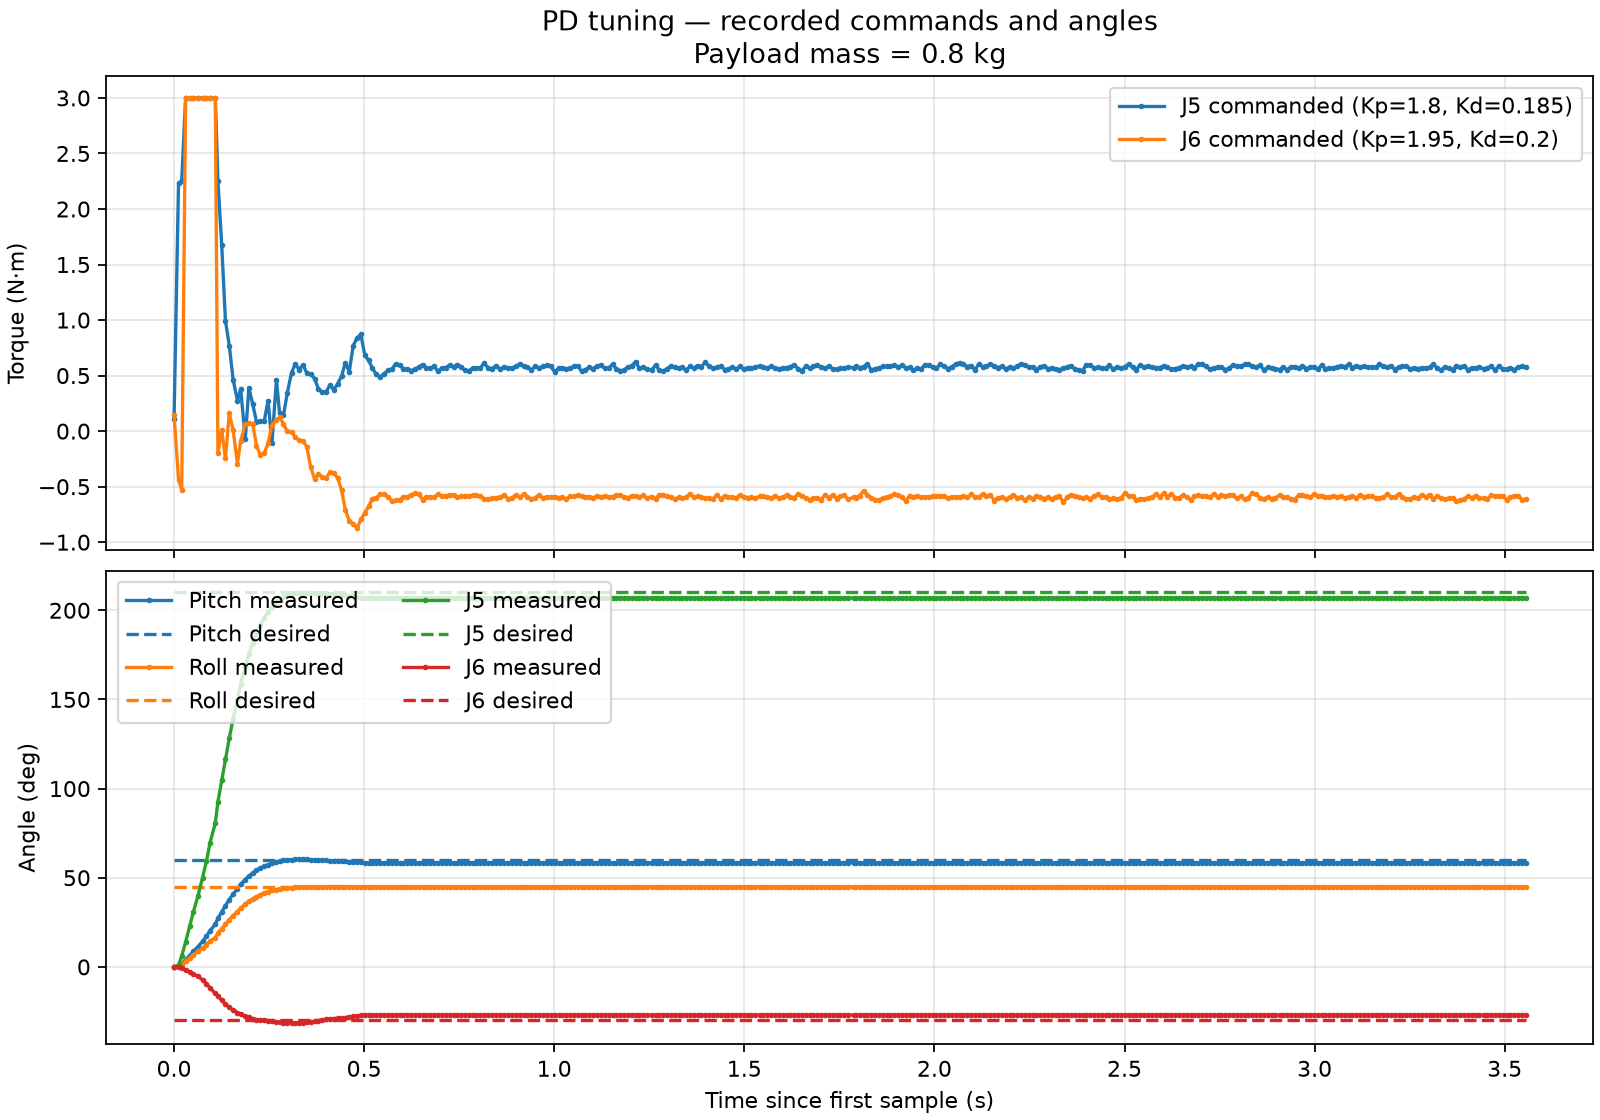 PD tuning — recorded commands and angles
Payload mass = 0.8 kg
Torque (N·m)
3.0
2.5
2.0
1.5
1.0
0.5
0.0
−0.5
−1.0
J5 commanded (Kp=1.8, Kd=0.185)
J6 commanded (Kp=1.95, Kd=0.2)
Angle (deg)
200
150
100
50
0
Pitch measured
Pitch desired
Roll measured
Roll desired
J5 measured
J5 desired
J6 measured
J6 desired
0.0 0.5 1.0 1.5 2.0 2.5 3.0 3.5
Time since first sample (s)